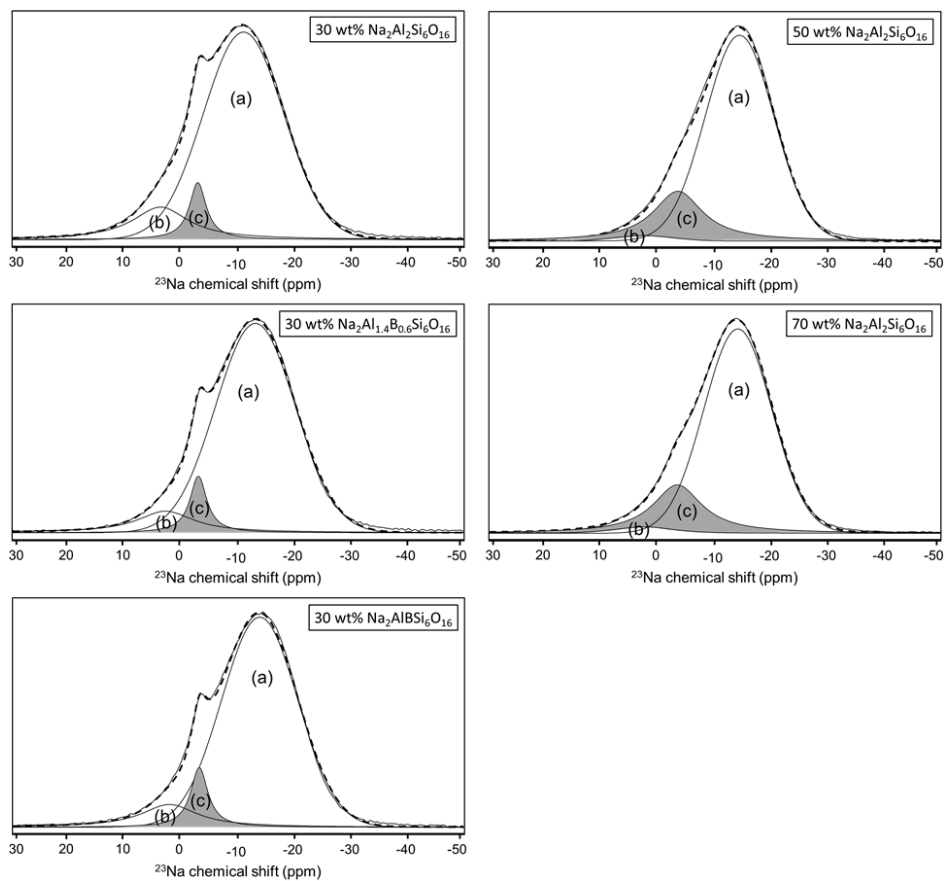 30 wt% Na₂Al₂Si₆O₁₆
(a)
(b)
(c)
30 20 10 0 -10 -20 -30 -40 -50
²³Na chemical shift (ppm)
50 wt% Na₂Al₂Si₆O₁₆
(a)
(b)
(c)
30 20 10 0 -10 -20 -30 -40 -50
²³Na chemical shift (ppm)
30 wt% Na₂Al₁.₄B₀.₆Si₆O₁₆
(a)
(b)
(c)
30 20 10 0 -10 -20 -30 -40 -50
²³Na chemical shift (ppm)
70 wt% Na₂Al₂Si₆O₁₆
(a)
(b)
(c)
30 20 10 0 -10 -20 -30 -40 -50
²³Na chemical shift (ppm)
30 wt% Na₂AlBSi₆O₁₆
(a)
(b)
(c)
30 20 10 0 -10 -20 -30 -40 -50
²³Na chemical shift (ppm)